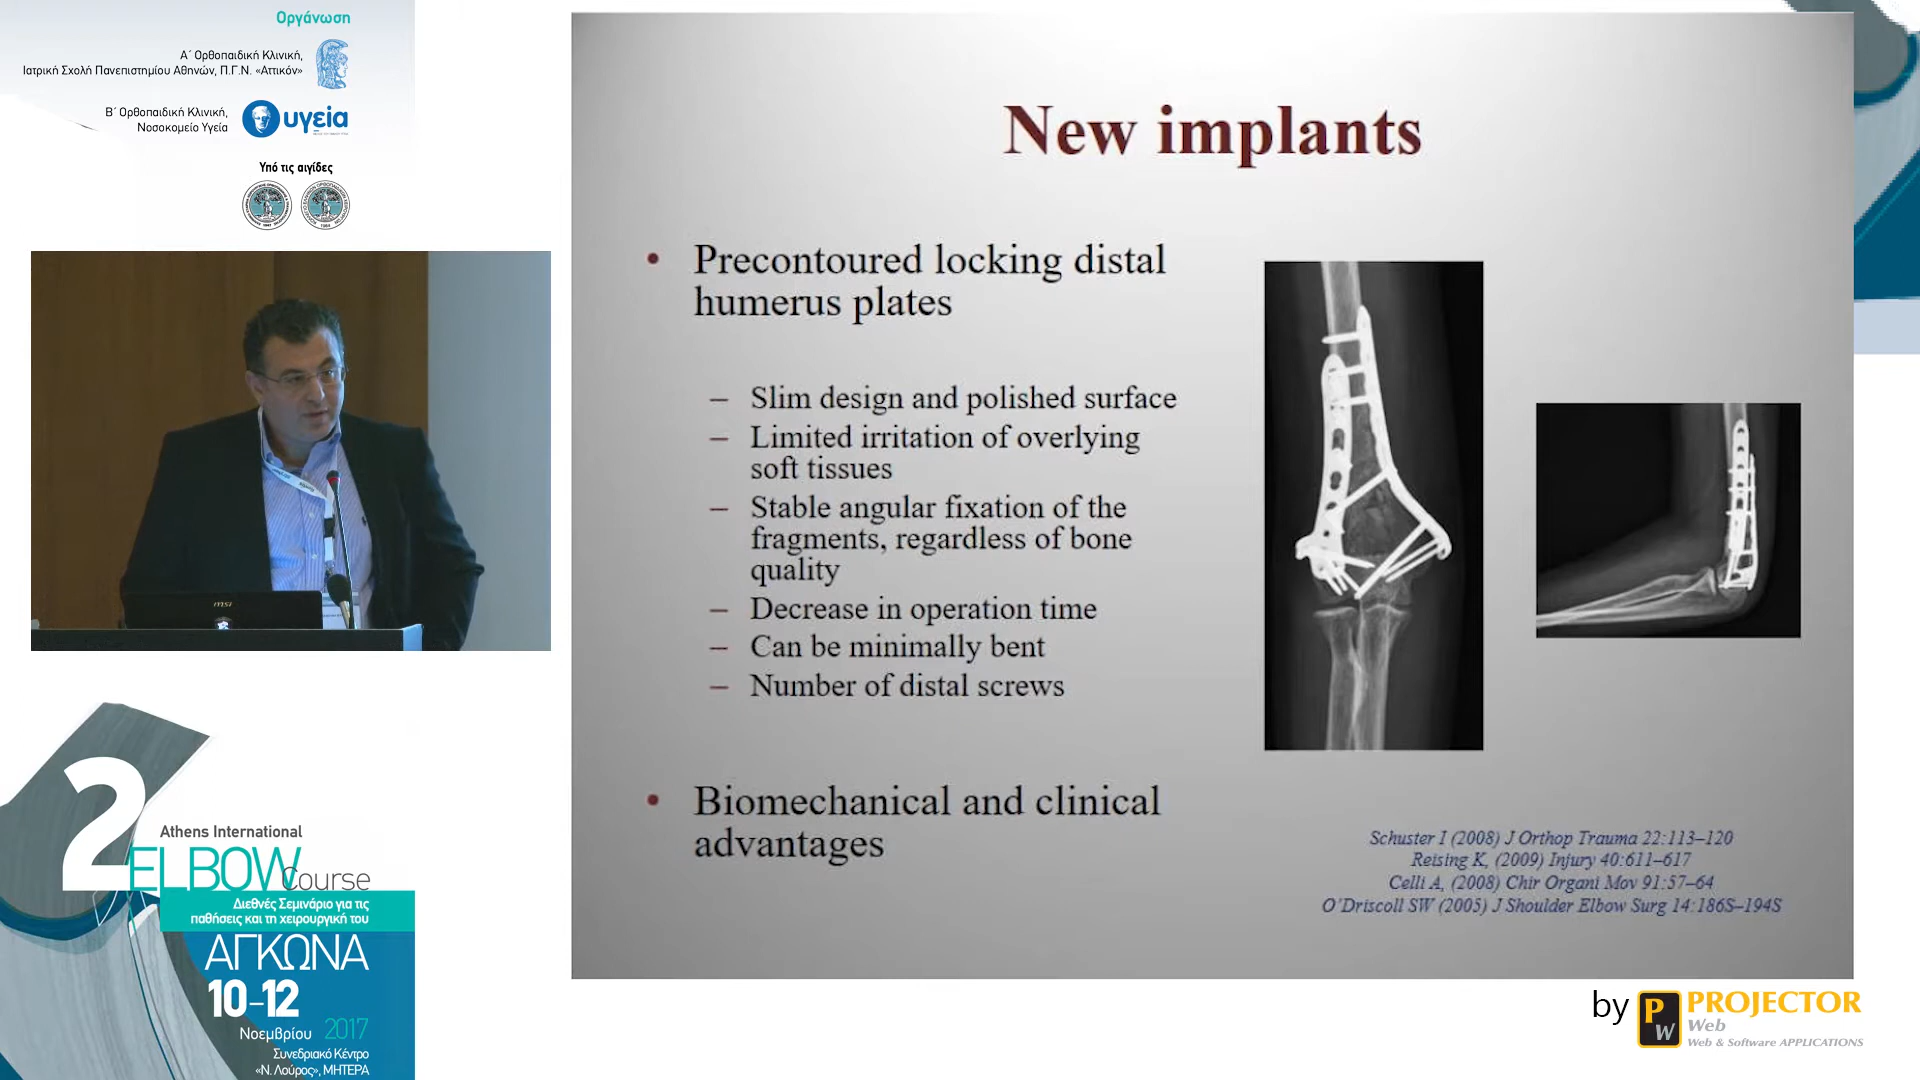 Οργάνωση
Α΄ Ορθοπαιδική Κλινική,
Ιατρική Σχολή Πανεπιστημίου Αθηνών, Π.Γ.Ν. «Αττικόν»
Β΄ Ορθοπαιδική Κλινική,
Νοσοκομείο Υγεία
υγεία
Υπό τις αιγίδες
msi
2
Athens International
ELBOW Course
Διεθνές Σεμινάριο για τις
παθήσεις και τη χειρουργική του
ΑΓΚΩΝΑ
10-12
Νοεμβρίου 2017
Συνεδριακό Κέντρο
«Ν. Λούρος», ΜΗΤΕΡΑ
New implants
• Precontoured locking distal
humerus plates
– Slim design and polished surface
– Limited irritation of overlying
soft tissues
– Stable angular fixation of the
fragments, regardless of bone
quality
– Decrease in operation time
– Can be minimally bent
– Number of distal screws
• Biomechanical and clinical
advantages
Schuster I (2008) J Orthop Trauma 22:113–120
Reising K, (2009) Injury 40:611–617
Celli A, (2008) Chir Organi Mov 91:57–64
O’Driscoll SW (2005) J Shoulder Elbow Surg 14:186S–194S
by PW PROJECTOR
Web
Web & Software APPLICATIONS